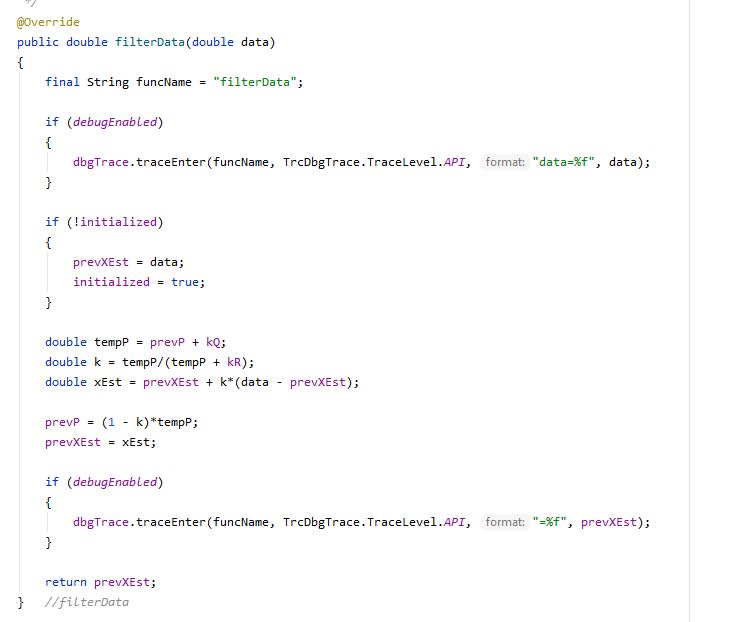 */
@Override
public double filterData(double data)
{
    final String funcName = "filterData";

    if (debugEnabled)
    {
        dbgTrace.traceEnter(funcName, TrcDbgTrace.TraceLevel.API, format: "data=%f", data);
    }

    if (!initialized)
    {
        prevXEst = data;
        initialized = true;
    }

    double tempP = prevP + kQ;
    double k = tempP/(tempP + kR);
    double xEst = prevXEst + k*(data - prevXEst);

    prevP = (1 - k)*tempP;
    prevXEst = xEst;

    if (debugEnabled)
    {
        dbgTrace.traceEnter(funcName, TrcDbgTrace.TraceLevel.API, format: "=%f", prevXEst);
    }

    return prevXEst;
}   //filterData